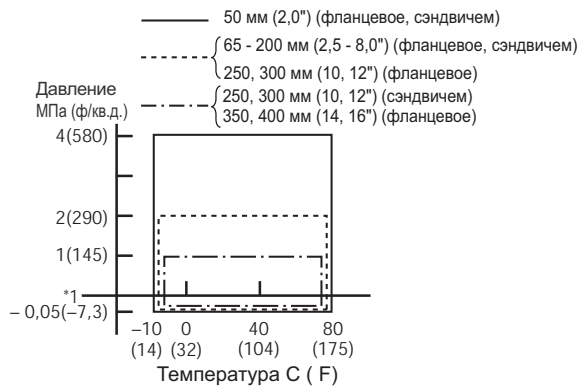 50 мм (2,0") (фланцевое, сэндвичем)
65 - 200 мм (2,5 - 8,0") (фланцевое, сэндвичем)
250, 300 мм (10, 12") (фланцевое)
250, 300 мм (10, 12") (сэндвичем)
350, 400 мм (14, 16") (фланцевое)
Давление
МПа (ф/кв.д.)
4(580)
2(290)
1(145)
*1
– 0,05(–7,3)
–10 0 40 80
(14) (32) (104) (175)
Температура C ( F)